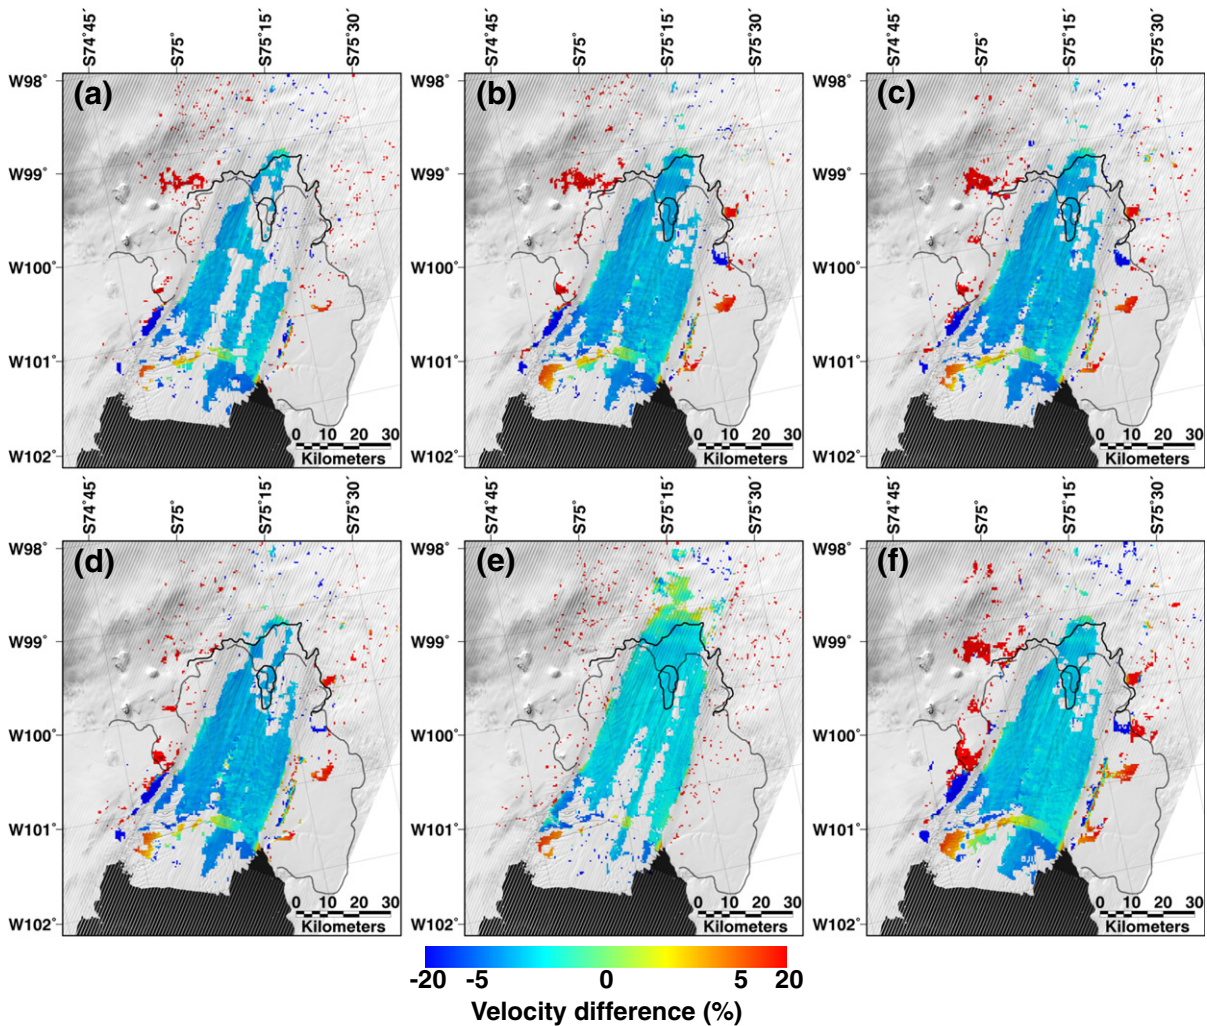 S74°45´ S75° S75°15´ S75°30´ S74°45´ S75° S75°15´ S75°30´ S74°45´ S75° S75°15´ S75°30´
W98° (a) W98° (b) W98° (c)
W99° W99° W99°
W100° W100° W100°
W101° W101° W101°
0 10 20 30 0 10 20 30 0 10 20 30
W102° Kilometers W102° Kilometers W102° Kilometers
S74°45´ S75° S75°15´ S75°30´ S74°45´ S75° S75°15´ S75°30´ S74°45´ S75° S75°15´ S75°30´
W98° (d) W98° (e) W98° (f)
W99° W99° W99°
W100° W100° W100°
W101° W101° W101°
0 10 20 30 0 10 20 30 0 10 20 30
W102° Kilometers W102° Kilometers W102° Kilometers
-20 -5 0 5 20
Velocity difference (%)